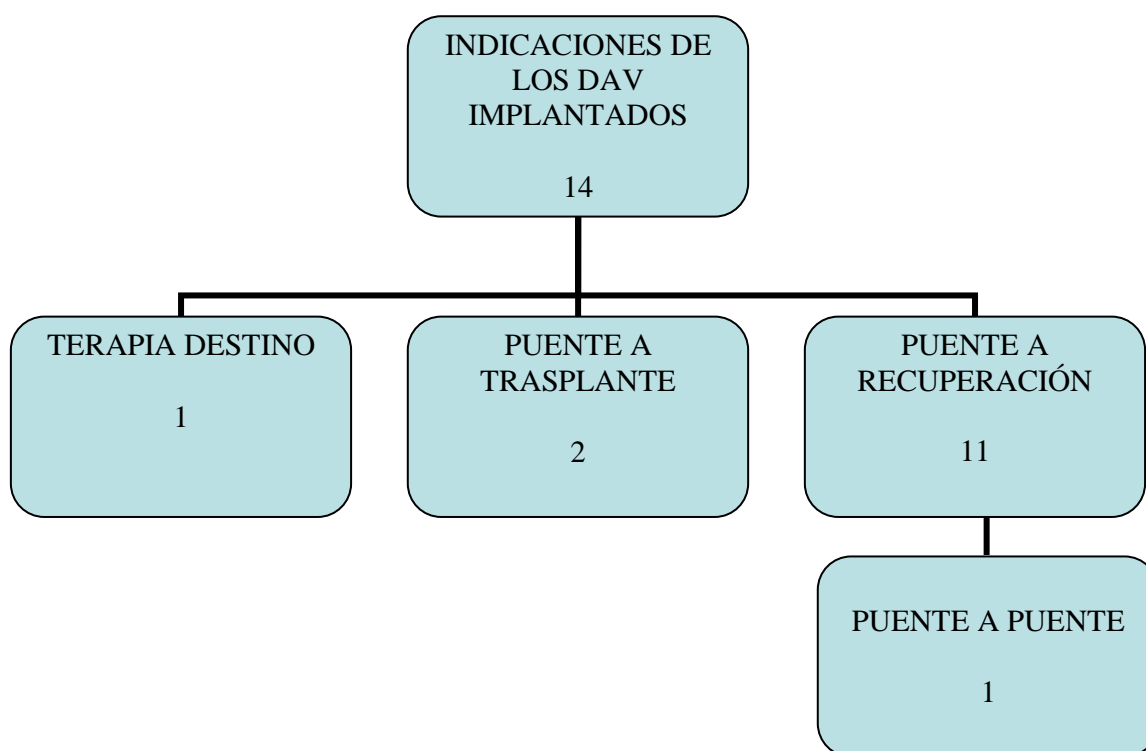 INDICACIONES DE
LOS DAV
IMPLANTADOS
14
TERAPIA DESTINO
1
PUENTE A
TRASPLANTE
2
PUENTE A
RECUPERACIÓN
11
PUENTE A PUENTE
1